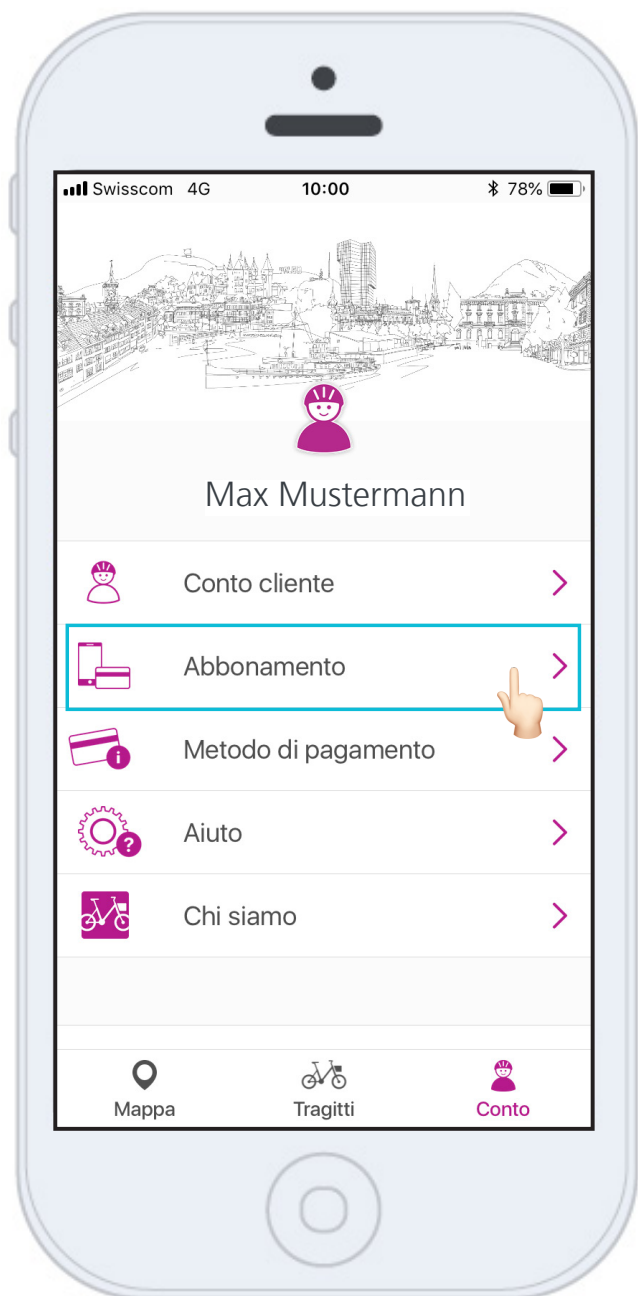 Swisscom 4G 10:00 78%
Max Mustermann
Conto cliente
Abbonamento
Metodo di pagamento
Aiuto
Chi siamo
Mappa Tragitti Conto